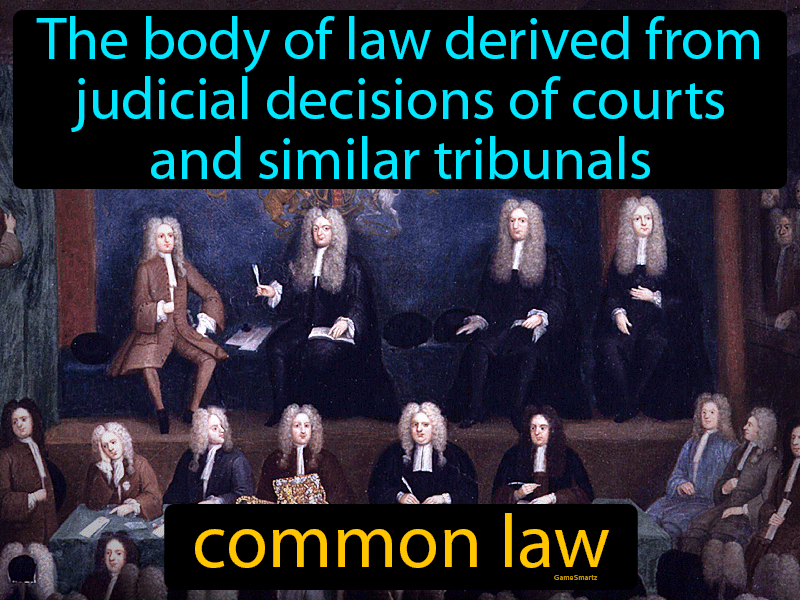 The body of law derived from
judicial decisions of courts
and similar tribunals
common law
GameSmartz